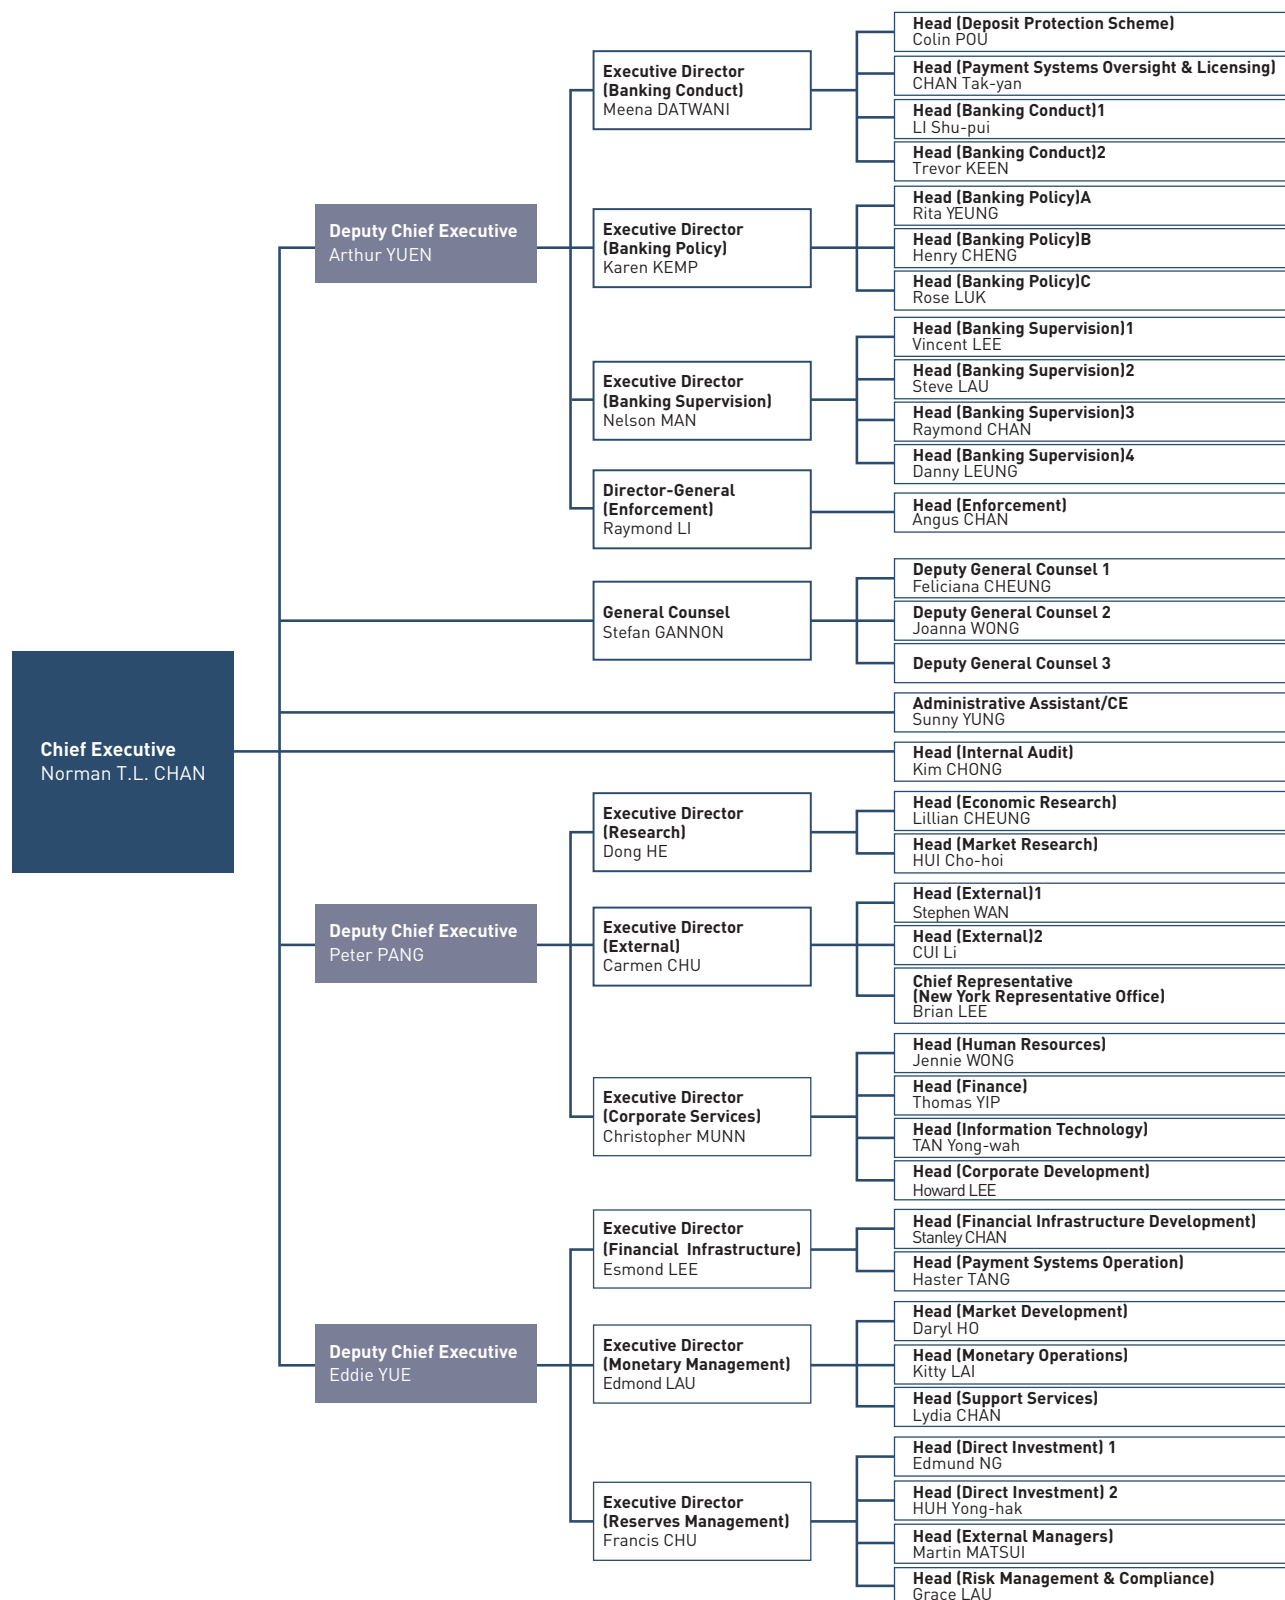 Head (Deposit Protection Scheme)
Colin POU
Executive Director
(Banking Conduct)
Meena DATWANI
Head (Payment Systems Oversight & Licensing)
CHAN Tak-yan
Head (Banking Conduct)1
LI Shu-pui
Head (Banking Conduct)2
Trevor KEEN
Deputy Chief Executive
Arthur YUEN
Executive Director
(Banking Policy)
Karen KEMP
Head (Banking Policy)A
Rita YEUNG
Head (Banking Policy)B
Henry CHENG
Head (Banking Policy)C
Rose LUK
Executive Director
(Banking Supervision)
Nelson MAN
Head (Banking Supervision)1
Vincent LEE
Head (Banking Supervision)2
Steve LAU
Head (Banking Supervision)3
Raymond CHAN
Head (Banking Supervision)4
Danny LEUNG
Director-General
(Enforcement)
Raymond LI
Head (Enforcement)
Angus CHAN
General Counsel
Stefan GANNON
Deputy General Counsel 1
Feliciana CHEUNG
Deputy General Counsel 2
Joanna WONG
Deputy General Counsel 3
Administrative Assistant/CE
Sunny YUNG
Chief Executive
Norman T.L. CHAN
Head (Internal Audit)
Kim CHONG
Executive Director
(Research)
Dong HE
Head (Economic Research)
Lillian CHEUNG
Head (Market Research)
HUI Cho-hoi
Deputy Chief Executive
Peter PANG
Executive Director
(External)
Carmen CHU
Head (External)1
Stephen WAN
Head (External)2
CUI Li
Chief Representative
(New York Representative Office)
Brian LEE
Executive Director
(Corporate Services)
Christopher MUNN
Head (Human Resources)
Jennie WONG
Head (Finance)
Thomas YIP
Head (Information Technology)
TAN Yong-wah
Head (Corporate Development)
Howard LEE
Executive Director
(Financial Infrastructure)
Esmond LEE
Head (Financial Infrastructure Development)
Stanley CHAN
Head (Payment Systems Operation)
Haster TANG
Deputy Chief Executive
Eddie YUE
Executive Director
(Monetary Management)
Edmond LAU
Head (Market Development)
Daryl HO
Head (Monetary Operations)
Kitty LAI
Head (Support Services)
Lydia CHAN
Executive Director
(Reserves Management)
Francis CHU
Head (Direct Investment) 1
Edmund NG
Head (Direct Investment) 2
HUH Yong-hak
Head (External Managers)
Martin MATSUI
Head (Risk Management & Compliance)
Grace LAU